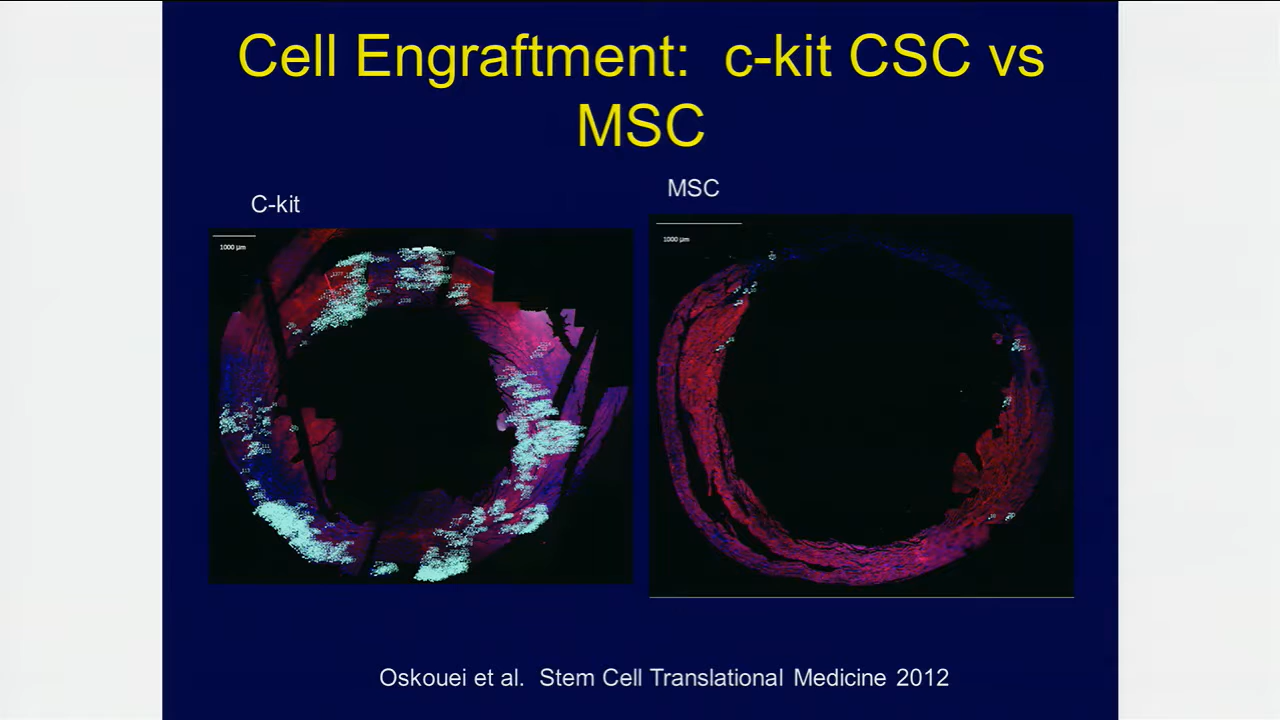 Cell Engraftment: c-kit CSC vs
MSC
C-kit
MSC
1000 µm
1000 µm
Oskouei et al. Stem Cell Translational Medicine 2012